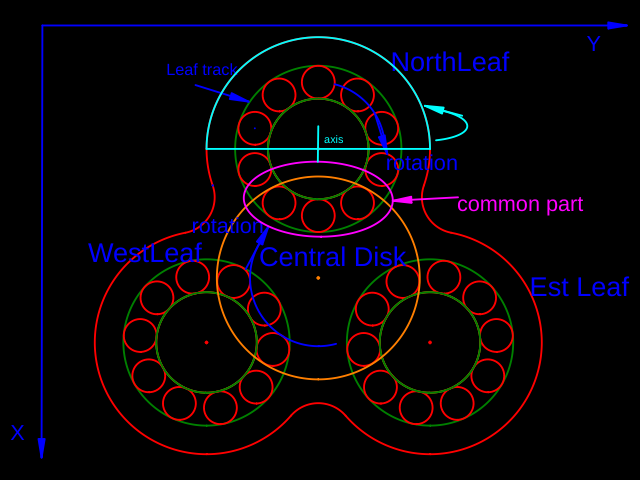 Y
NorthLeaf
Leaf track
axis
rotation
common part
rotation
WestLeaf
Central Disk
Est Leaf
X